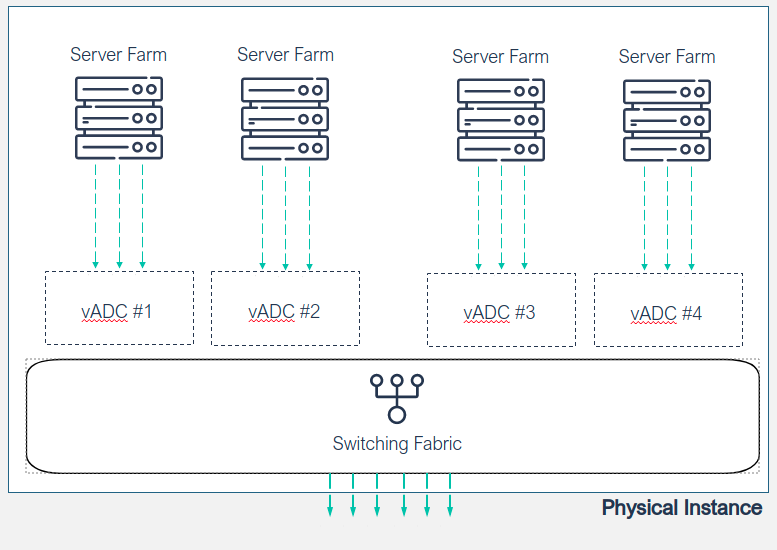 Server Farm
Server Farm
Server Farm
Server Farm
vADC #1
vADC #2
vADC #3
vADC #4
Switching Fabric
Physical Instance